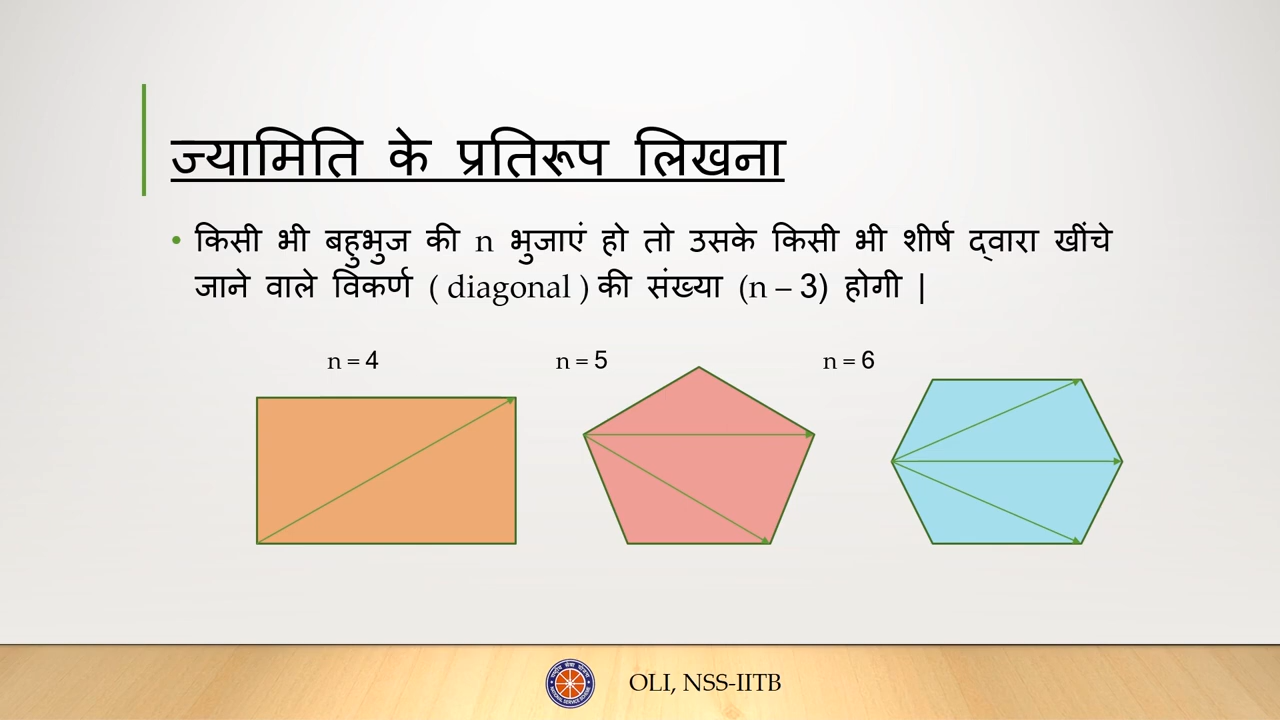 ज्यामिति के प्रतिरूप लिखना
• किसी भी बहुभुज की n भुजाएं हो तो उसके किसी भी शीर्ष द्वारा खींचे
जाने वाले विकर्ण ( diagonal ) की संख्या (n – 3) होगी |
n = 4 n = 5 n = 6
OLI, NSS-IITB